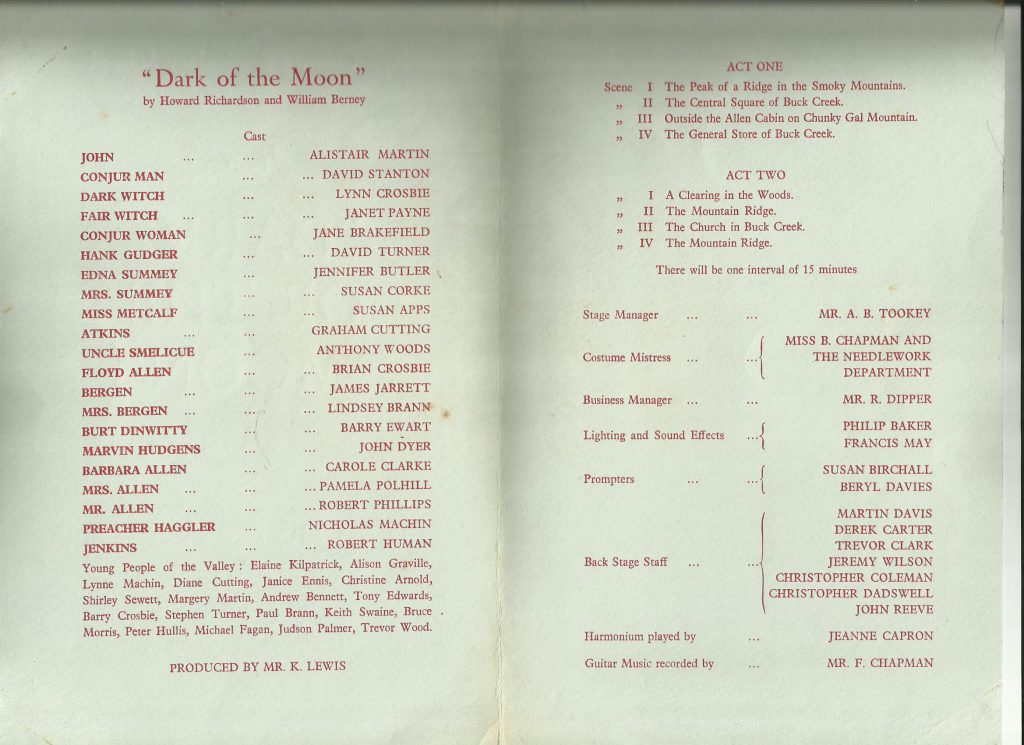 "Dark of the Moon"
by Howard Richardson and William Berney
Cast
JOHN ... ... ALISTAIR MARTIN
CONJUR MAN ... ... DAVID STANTON
DARK WITCH ... ... LYNN CROSBIE
FAIR WITCH ... ... JANET PAYNE
CONJUR WOMAN ... JANE BRAKEFIELD
HANK GUDGER ... ... DAVID TURNER
EDNA SUMMEY ... JENNIFER BUTLER
MRS. SUMMEY ... ... SUSAN CORKE
MISS METCALF ... ... SUSAN APPS
ATKINS ... ... GRAHAM CUTTING
UNCLE SMELICUE ... ANTHONY WOODS
FLOYD ALLEN ... ... BRIAN CROSBIE
BERGEN ... ... ... JAMES JARRETT
MRS. BERGEN ... ... ... LINDSEY BRANN
BURT DINWITTY ... ... BARRY EWART
MARVIN HUDGENS ... ... JOHN DYER
BARBARA ALLEN ... ... CAROLE CLARKE
MRS. ALLEN ... ... ... PAMELA POLHILL
MR. ALLEN ... ... ... ROBERT PHILLIPS
PREACHER HAGGLER ... NICHOLAS MACHIN
JENKINS ... ... ... ROBERT HUMAN
Young People of the Valley : Elaine Kilpatrick, Alison Graville,
Lynne Machin, Diane Cutting, Janice Ennis, Christine Arnold,
Shirley Sewett, Margery Martin, Andrew Bennett, Tony Edwards,
Barry Crosbie, Stephen Turner, Paul Brann, Keith Swaine, Bruce
Morris, Peter Hullis, Michael Fagan, Judson Palmer, Trevor Wood.
PRODUCED BY MR. K. LEWIS
ACT ONE
Scene I The Peak of a Ridge in the Smoky Mountains.
„ II The Central Square of Buck Creek.
„ III Outside the Allen Cabin on Chunky Gal Mountain.
„ IV The General Store of Buck Creek.
ACT TWO
„ I A Clearing in the Woods.
„ II The Mountain Ridge.
„ III The Church in Buck Creek.
„ IV The Mountain Ridge.
There will be one interval of 15 minutes
Stage Manager ... ... MR. A. B. TOOKEY
MISS B. CHAPMAN AND
Costume Mistress ... ... THE NEEDLEWORK
DEPARTMENT
Business Manager ... ... MR. R. DIPPER
Lighting and Sound Effects ... PHILIP BAKER
FRANCIS MAY
Prompters ... ... SUSAN BIRCHALL
BERYL DAVIES
MARTIN DAVIS
DEREK CARTER
TREVOR CLARK
Back Stage Staff ... ... JEREMY WILSON
CHRISTOPHER COLEMAN
CHRISTOPHER DADSWELL
JOHN REEVE
Harmonium played by ... JEANNE CAPRON
Guitar Music recorded by ... MR. F. CHAPMAN